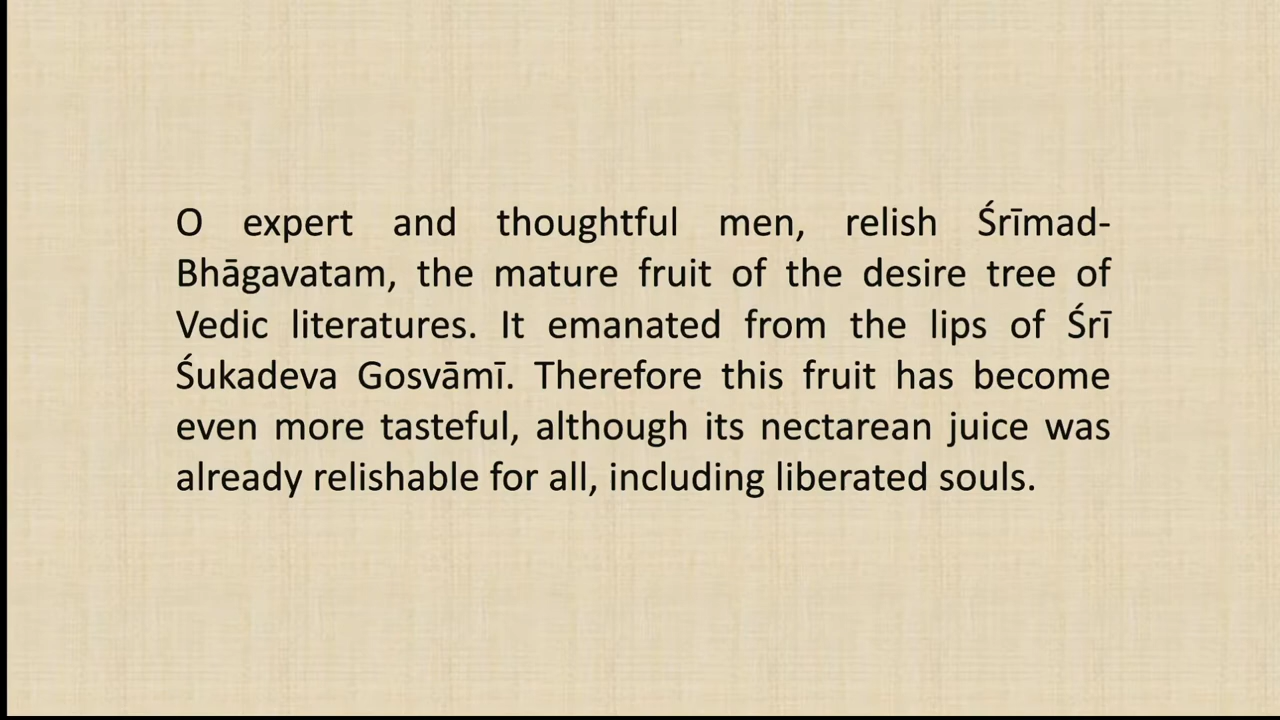 O expert and thoughtful men, relish Śrīmad-
Bhāgavatam, the mature fruit of the desire tree of
Vedic literatures. It emanated from the lips of Śrī
Śukadeva Gosvāmī. Therefore this fruit has become
even more tasteful, although its nectarean juice was
already relishable for all, including liberated souls.